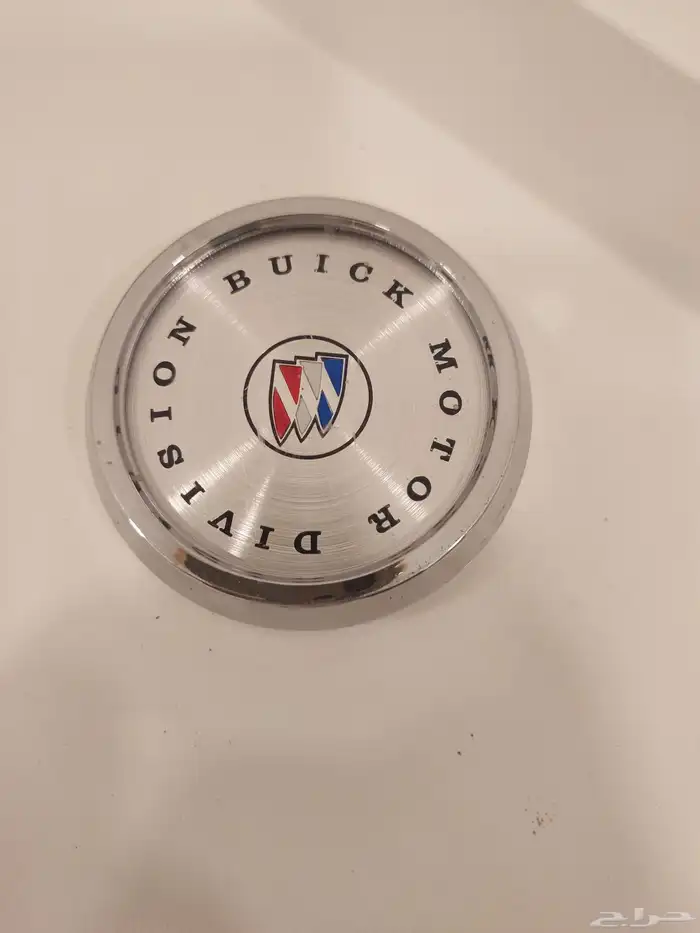 BUICK MOTOR DIVISION
حراج